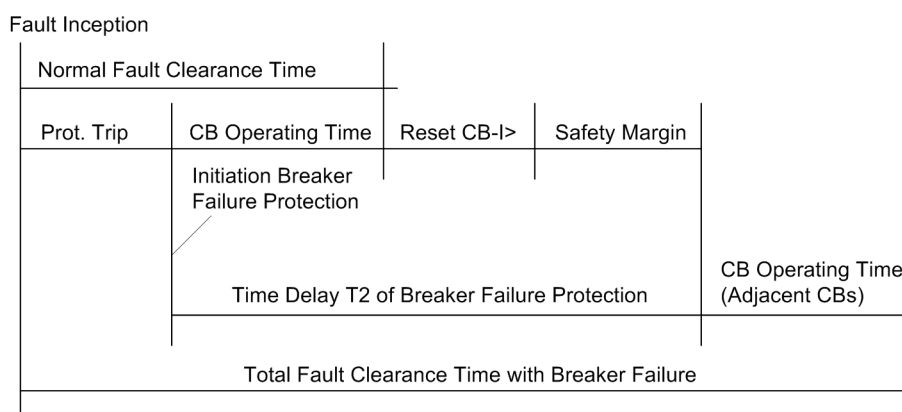 Fault Inception
Normal Fault Clearance Time
Prot. Trip
CB Operating Time
Reset CB-I>
Safety Margin
Initiation Breaker
Failure Protection
CB Operating Time
(Adjacent CBs)
Time Delay T2 of Breaker Failure Protection
Total Fault Clearance Time with Breaker Failure